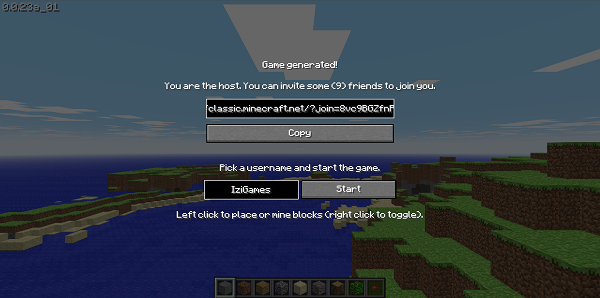 0.0.23a_01
Game generated!
You are the host. You can invite some (9) friends to join you.
classic.minecraft.net/?join=8vc9BGZfnF
Copy
Pick a username and start the game.
IziGames
Start
Left click to place or mine blocks (right click to toggle).